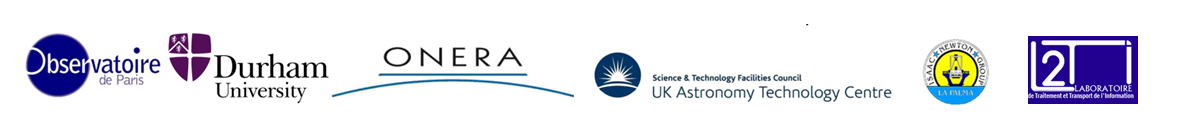 Observatoire
de Paris
Durham
University
ONERA
Science & Technology Facilities Council
UK Astronomy Technology Centre
ISAAC NEWTON GROUP
LA PALMA
L2Ti
LABORATOIRE
de Traitement et Transport de l'Information